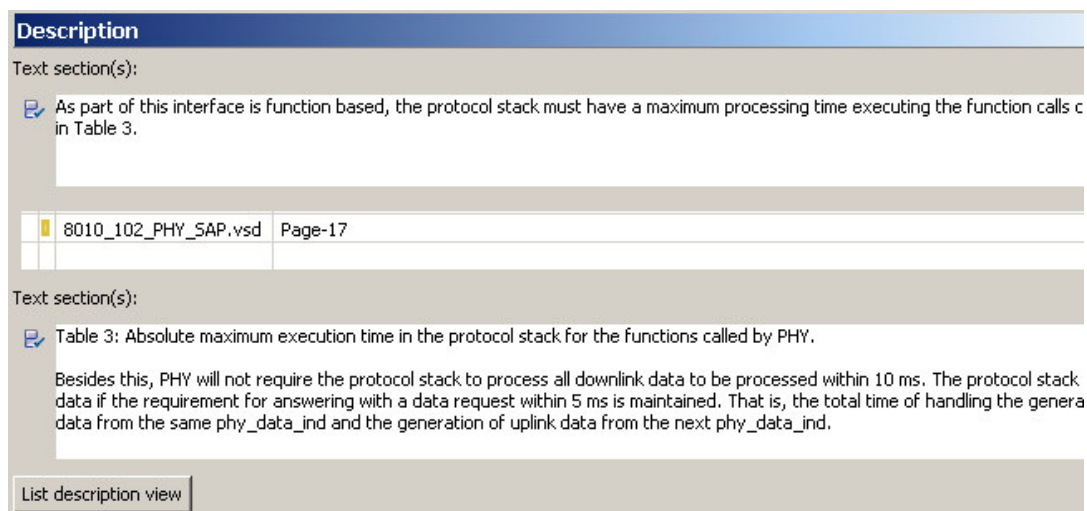 Description
Text section(s):
As part of this interface is function based, the protocol stack must have a maximum processing time executing the function calls
in Table 3.
8010_102_PHY_SAP.vsd Page-17
Text section(s):
Table 3: Absolute maximum execution time in the protocol stack for the functions called by PHY.
Besides this, PHY will not require the protocol stack to process all downlink data to be processed within 10 ms. The protocol stack
data if the requirement for answering with a data request within 5 ms is maintained. That is, the total time of handling the
data from the same phy_data_ind and the generation of uplink data from the next phy_data_ind.
List description view